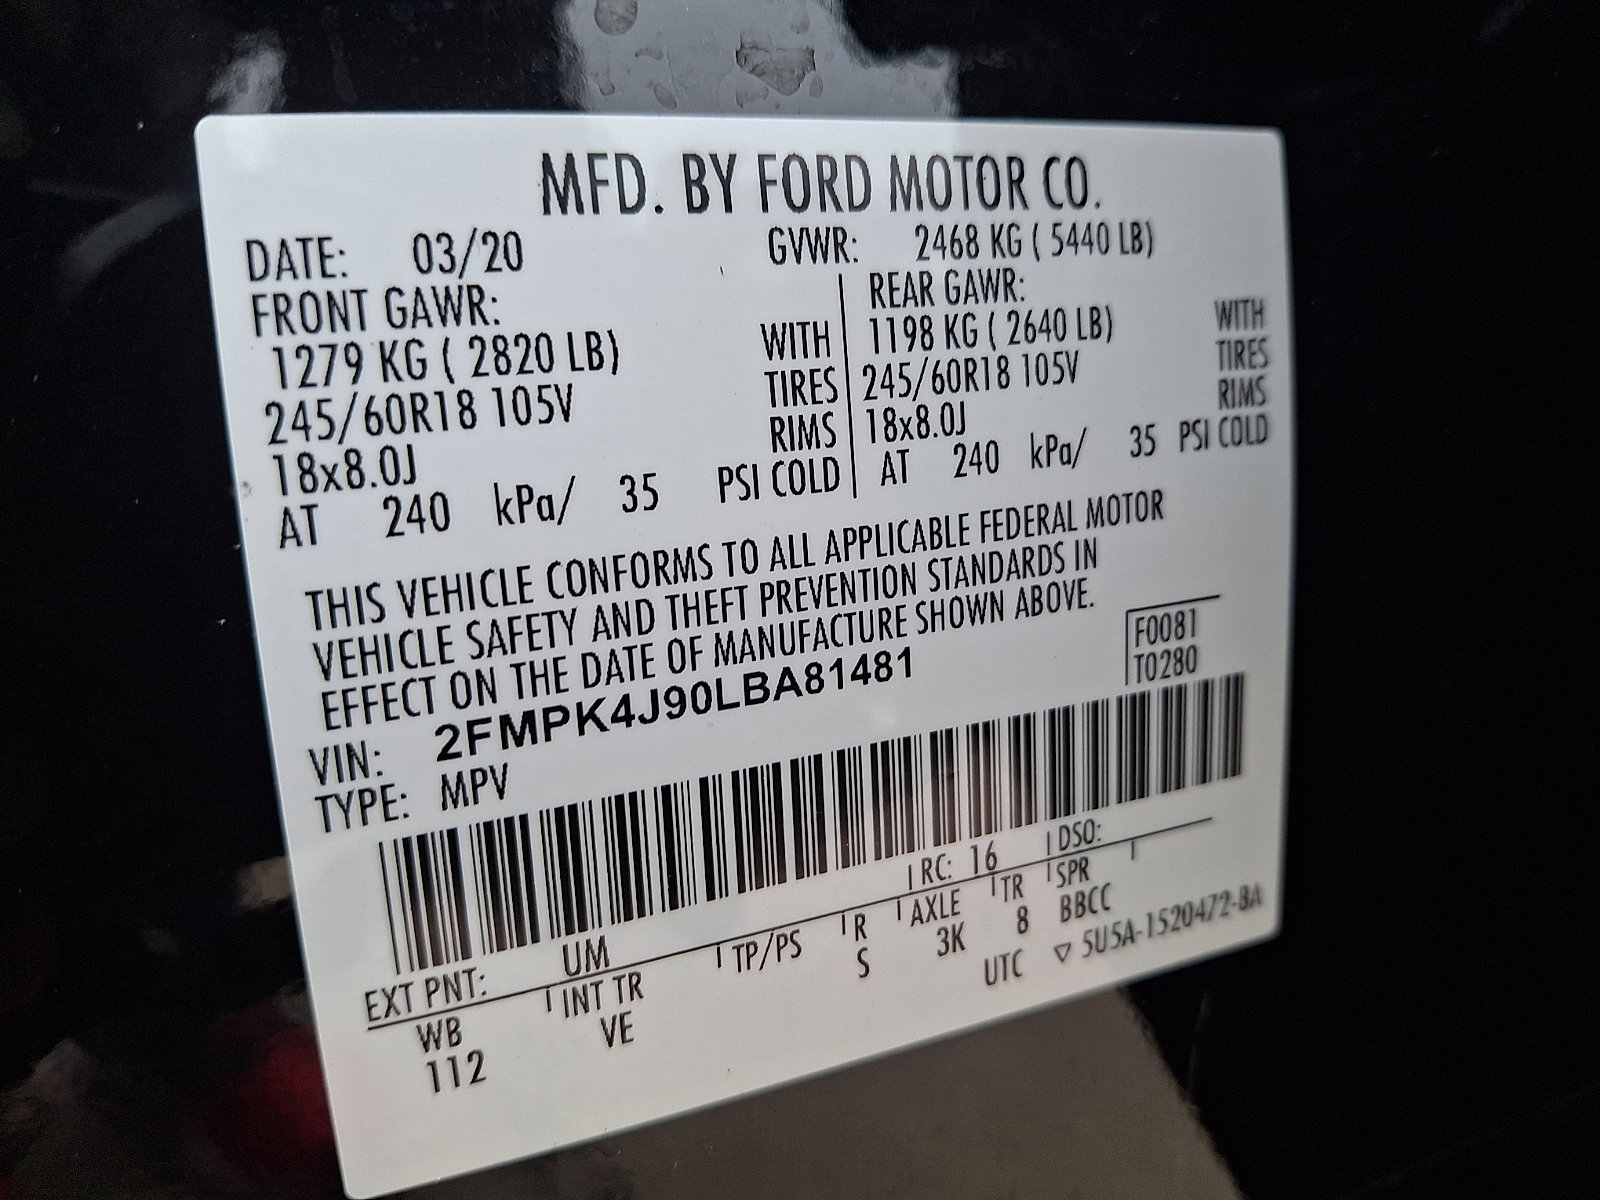 MFD. BY FORD MOTOR CO.
DATE: 03/20 GVWR: 2468 KG ( 5440 LB)
FRONT GAWR: REAR GAWR:
1279 KG ( 2820 LB) WITH 1198 KG ( 2640 LB) WITH
245/60R18 105V TIRES 245/60R18 105V TIRES
18x8.0J RIMS 18x8.0J RIMS
AT 240 kPa/ 35 PSI COLD AT 240 kPa/ 35 PSI COLD
THIS VEHICLE CONFORMS TO ALL APPLICABLE FEDERAL MOTOR
VEHICLE SAFETY AND THEFT PREVENTION STANDARDS IN
EFFECT ON THE DATE OF MANUFACTURE SHOWN ABOVE.
F0081
T0280
VIN: 2FMPK4J90LBA81481
TYPE: MPV
EXT PNT: UM RC: 16 DSO:
WB INT TR TP/PS R AXLE TR SPR
112 VE S 3K 8 BBCC
UTC ▽ 5U5A-1520472-BA